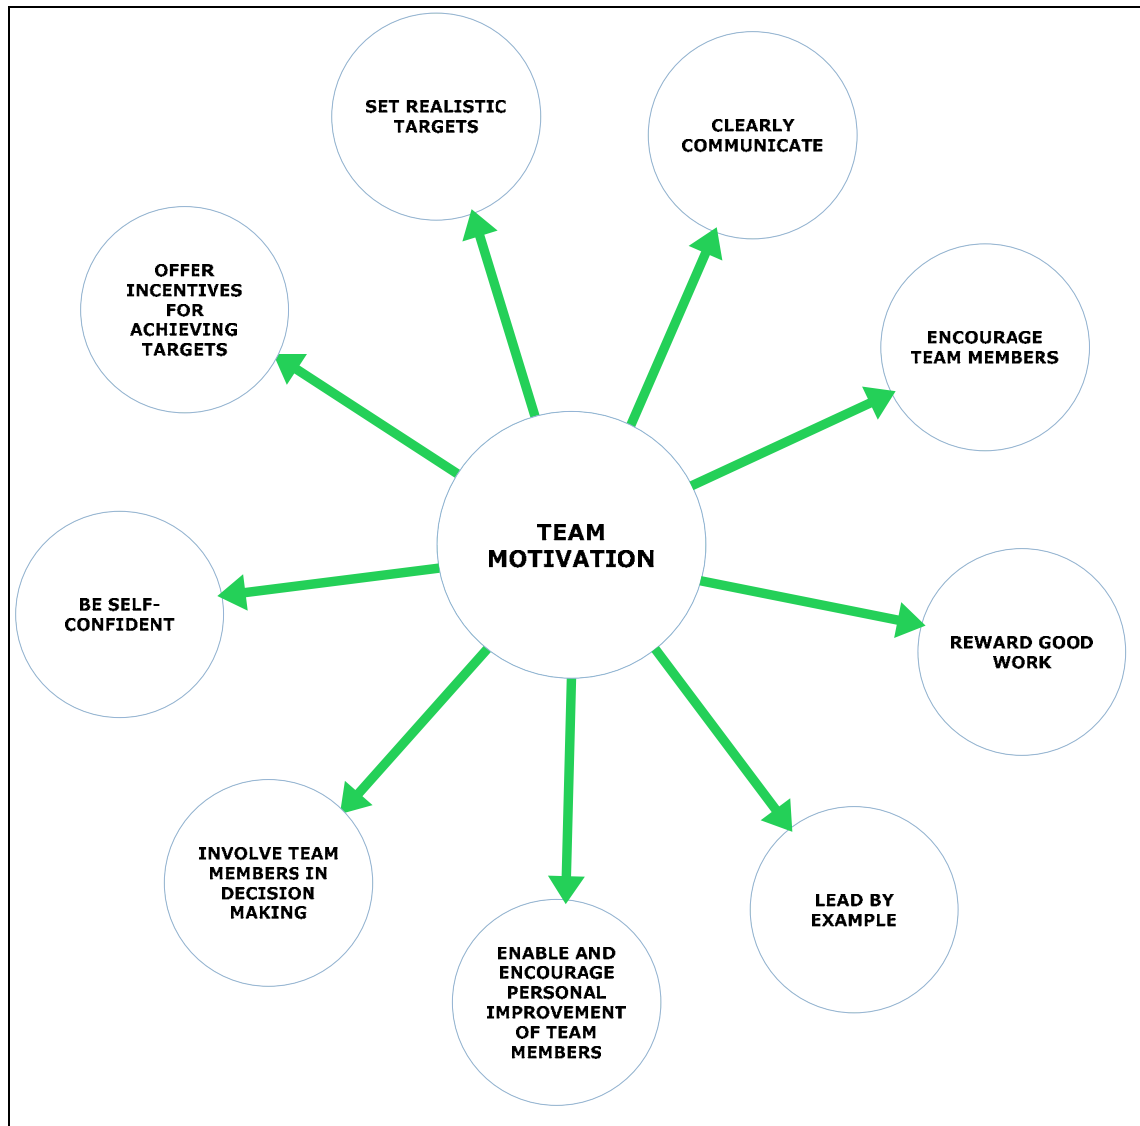 SET REALISTIC
TARGETS
CLEARLY
COMMUNICATE
OFFER
INCENTIVES
FOR
ACHIEVING
TARGETS
ENCOURAGE
TEAM MEMBERS
TEAM
MOTIVATION
BE SELF-
CONFIDENT
REWARD GOOD
WORK
INVOLVE TEAM
MEMBERS IN
DECISION
MAKING
LEAD BY
EXAMPLE
ENABLE AND
ENCOURAGE
PERSONAL
IMPROVEMENT
OF TEAM
MEMBERS